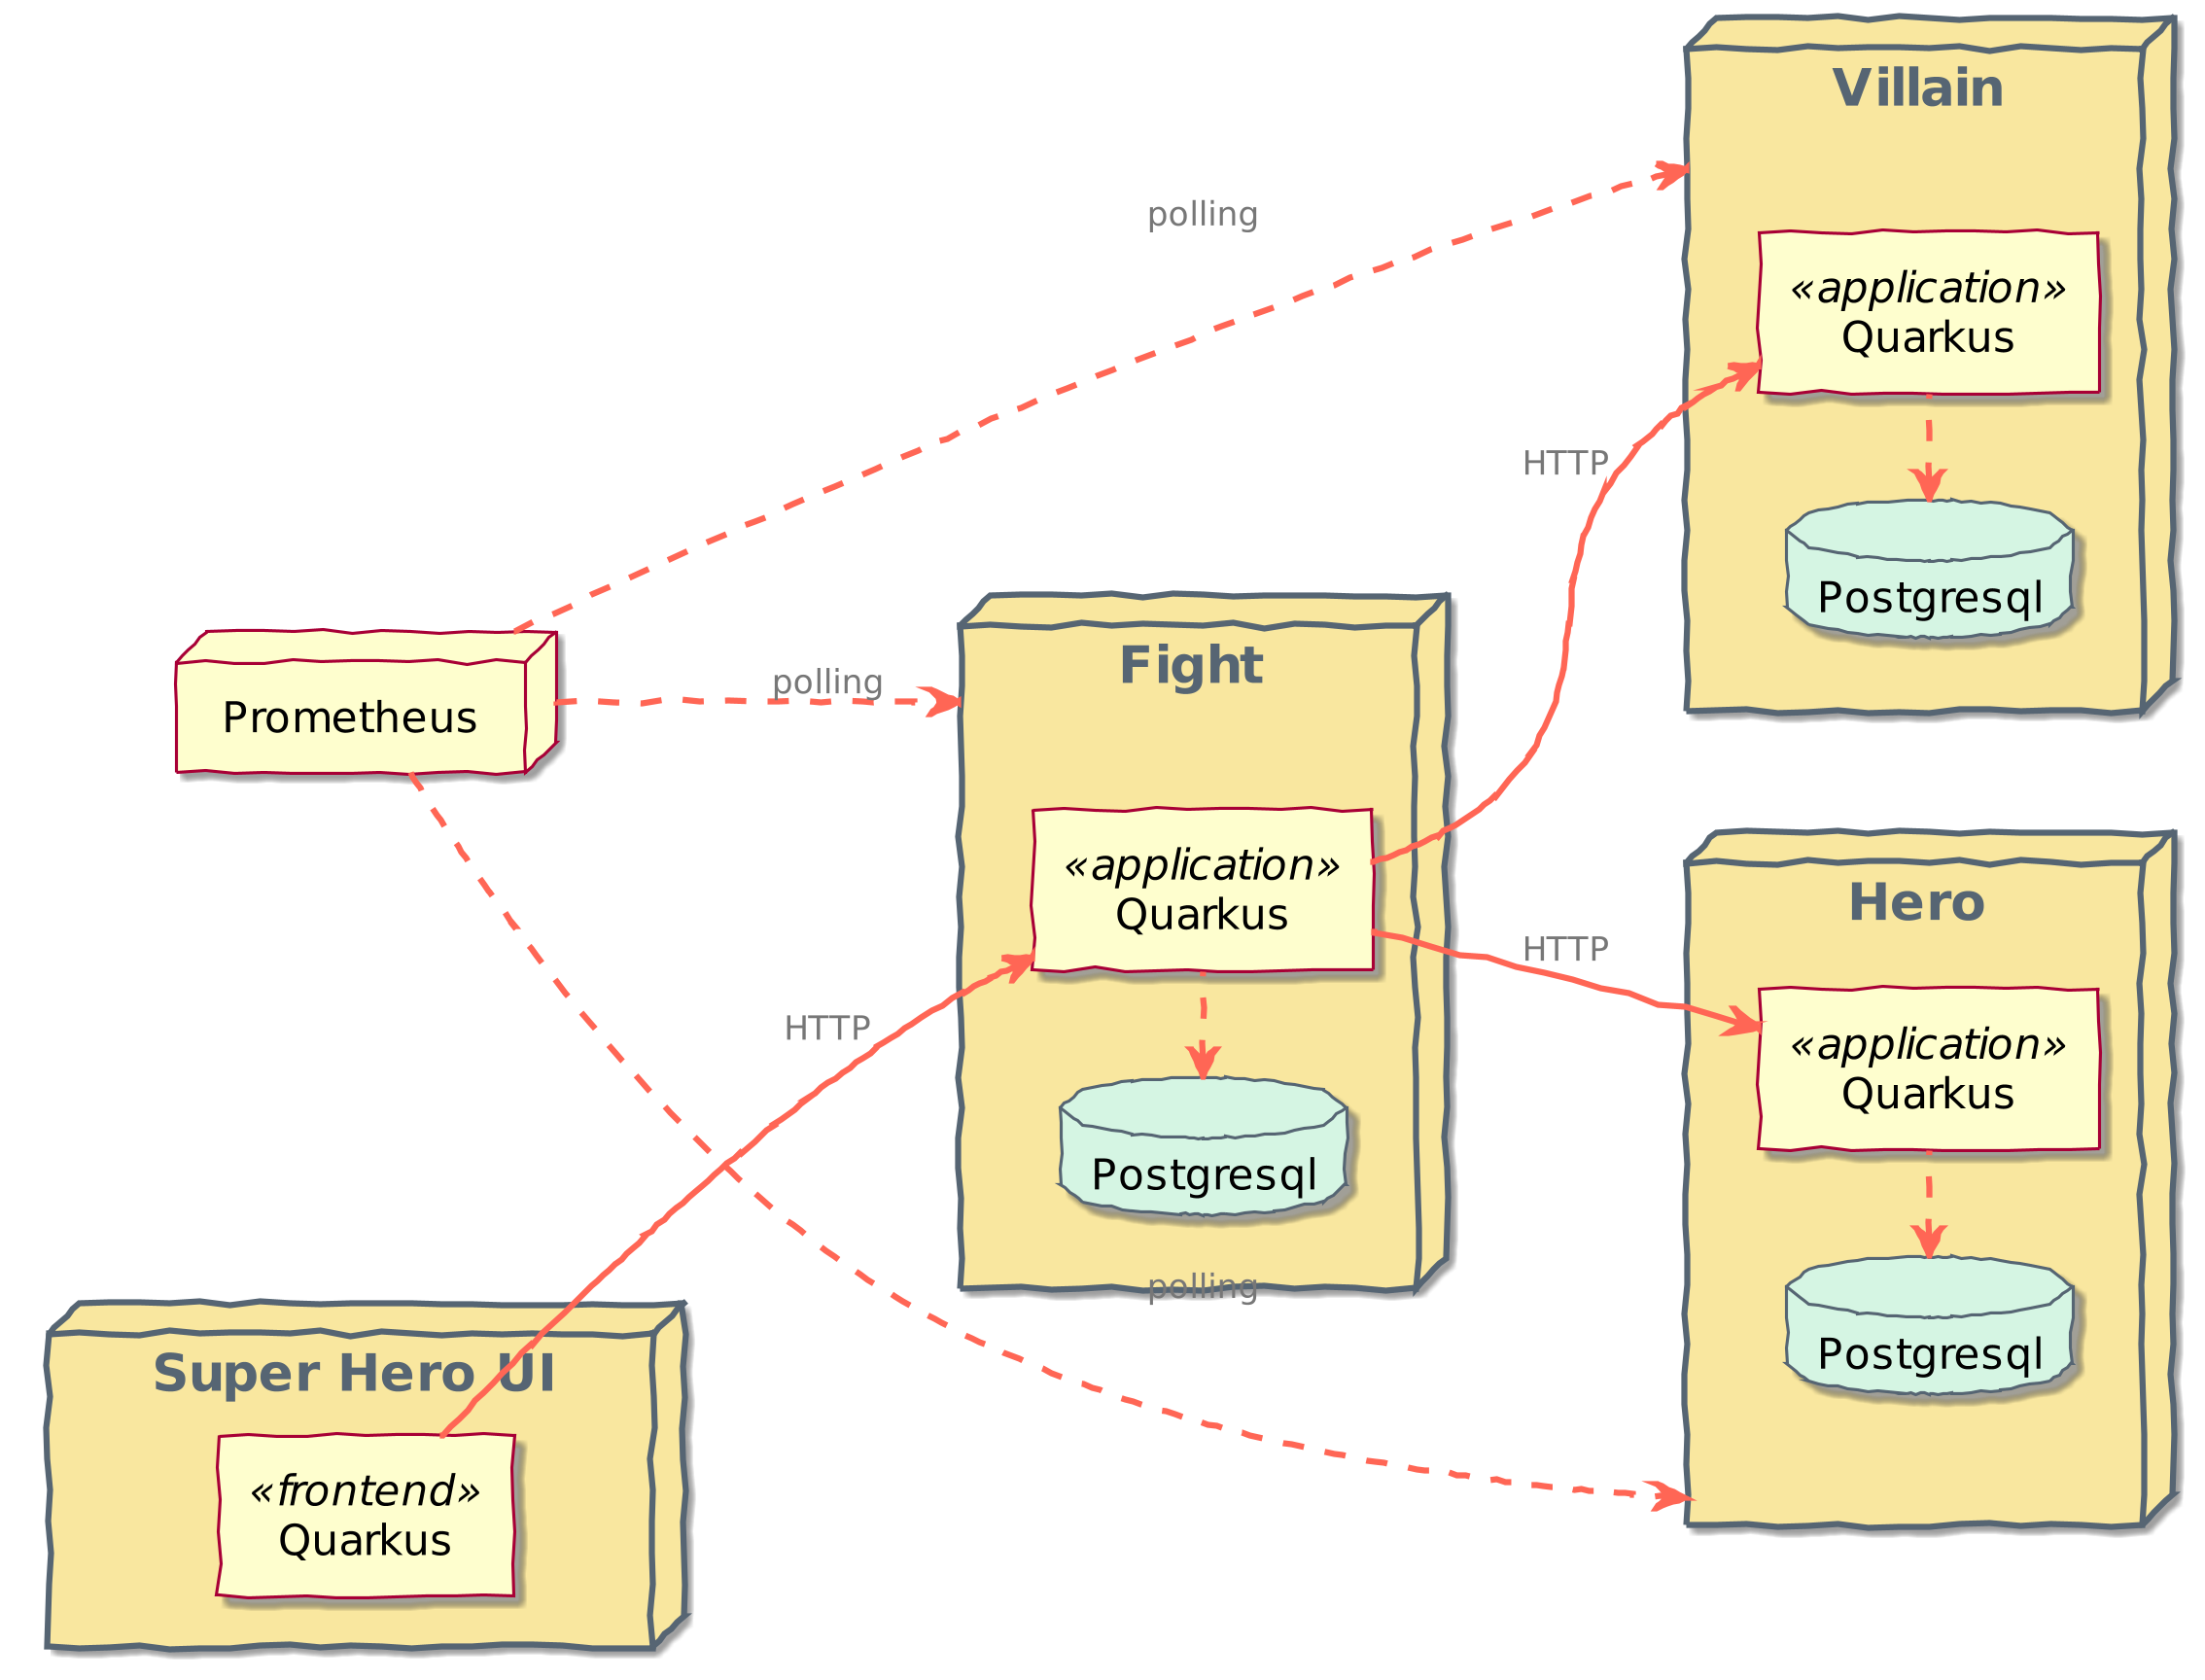 Villain
polling
«application»
Quarkus
HTTP
Postgresql
Fight
polling
Prometheus
«application»
Quarkus
Hero
HTTP
HTTP
«application»
Quarkus
Postgresql
polling
Postgresql
Super Hero UI
«frontend»
Quarkus